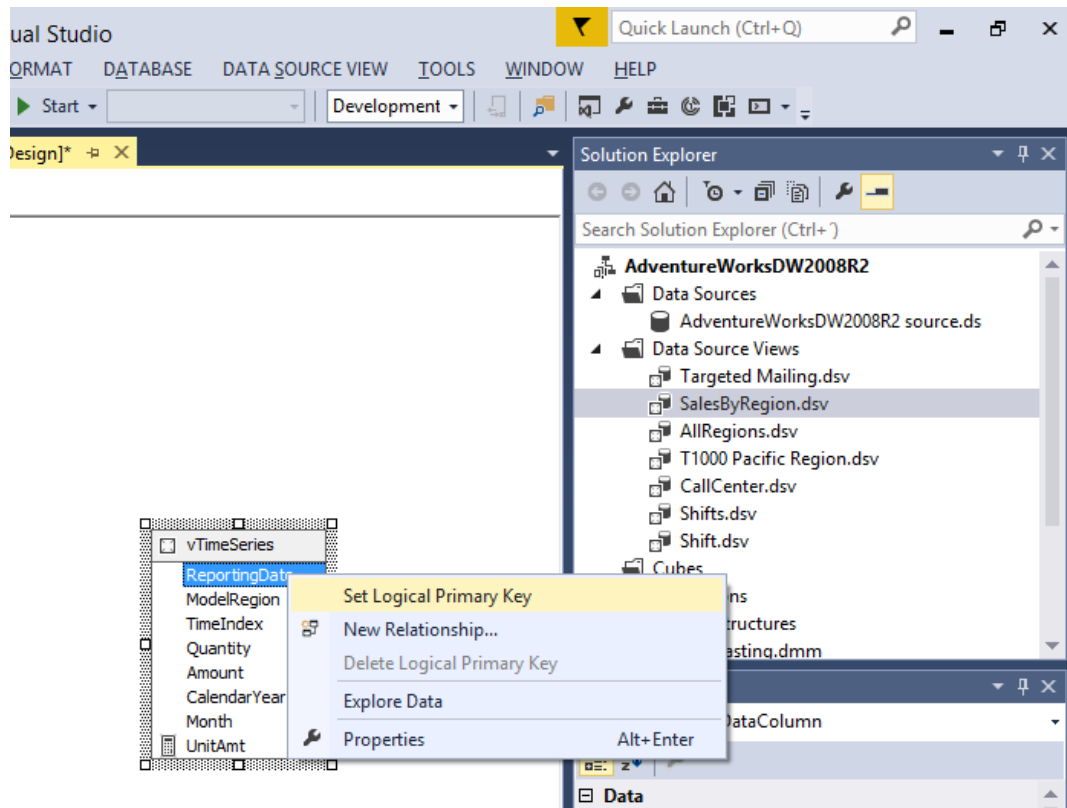 ual Studio
Quick Launch (Ctrl+Q)
ORMAT DATABASE DATA SOURCE VIEW TOOLS WINDOW HELP
Start Development
Design]*
Solution Explorer
Search Solution Explorer (Ctrl+´)
AdventureWorksDW2008R2
Data Sources
AdventureWorksDW2008R2 source.ds
Data Source Views
Targeted Mailing.dsv
SalesByRegion.dsv
AllRegions.dsv
T1000 Pacific Region.dsv
CallCenter.dsv
Shifts.dsv
Shift.dsv
Cubes
ns
tructures
asting.dmm
vTimeSeries
ReportingDate
ModelRegion
TimeIndex
Quantity
Amount
CalendarYear
Month
UnitAmt
Set Logical Primary Key
New Relationship...
Delete Logical Primary Key
Explore Data
Properties Alt+Enter
DataColumn
Data